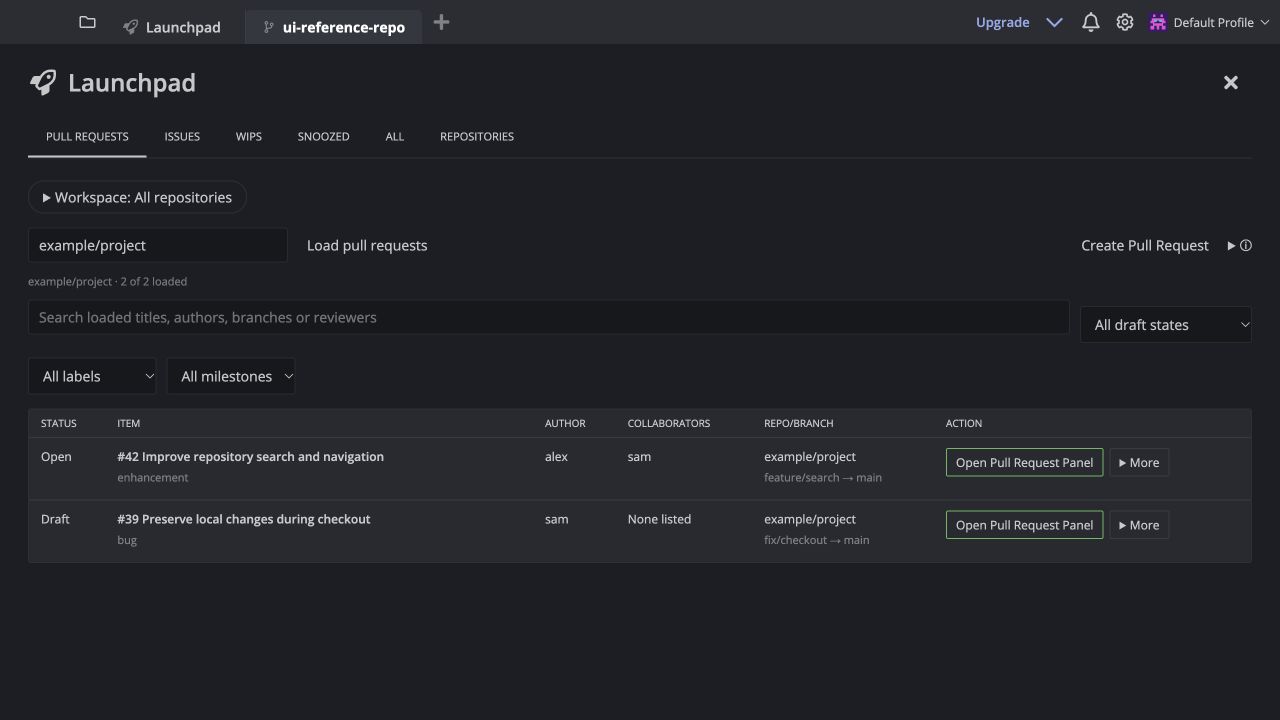 Launchpad
ui-reference-repo
Upgrade
Default Profile
Launchpad
PULL REQUESTS ISSUES WIPS SNOOZED ALL REPOSITORIES
Workspace: All repositories
example/project
Load pull requests
Create Pull Request
example/project · 2 of 2 loaded
Search loaded titles, authors, branches or reviewers
All draft states
All labels
All milestones
STATUS ITEM AUTHOR COLLABORATORS REPO/BRANCH ACTION
Open #42 Improve repository search and navigation alex sam example/project Open Pull Request Panel More
enhancement feature/search → main
Draft #39 Preserve local changes during checkout sam None listed example/project Open Pull Request Panel More
bug fix/checkout → main